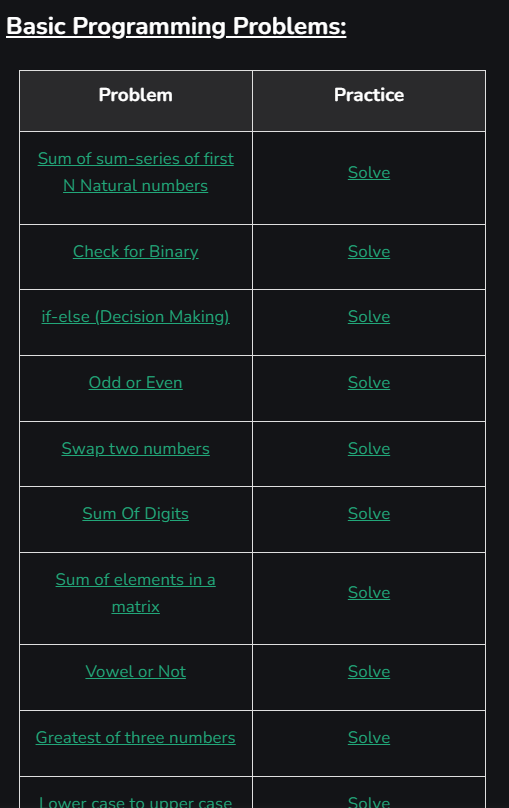 Basic Programming Problems:
Problem Practice
Sum of sum-series of first
N Natural numbers
Solve
Check for Binary Solve
if-else (Decision Making) Solve
Odd or Even Solve
Swap two numbers Solve
Sum Of Digits Solve
Sum of elements in a
matrix
Solve
Vowel or Not Solve
Greatest of three numbers Solve
Lower case to upper case Solve